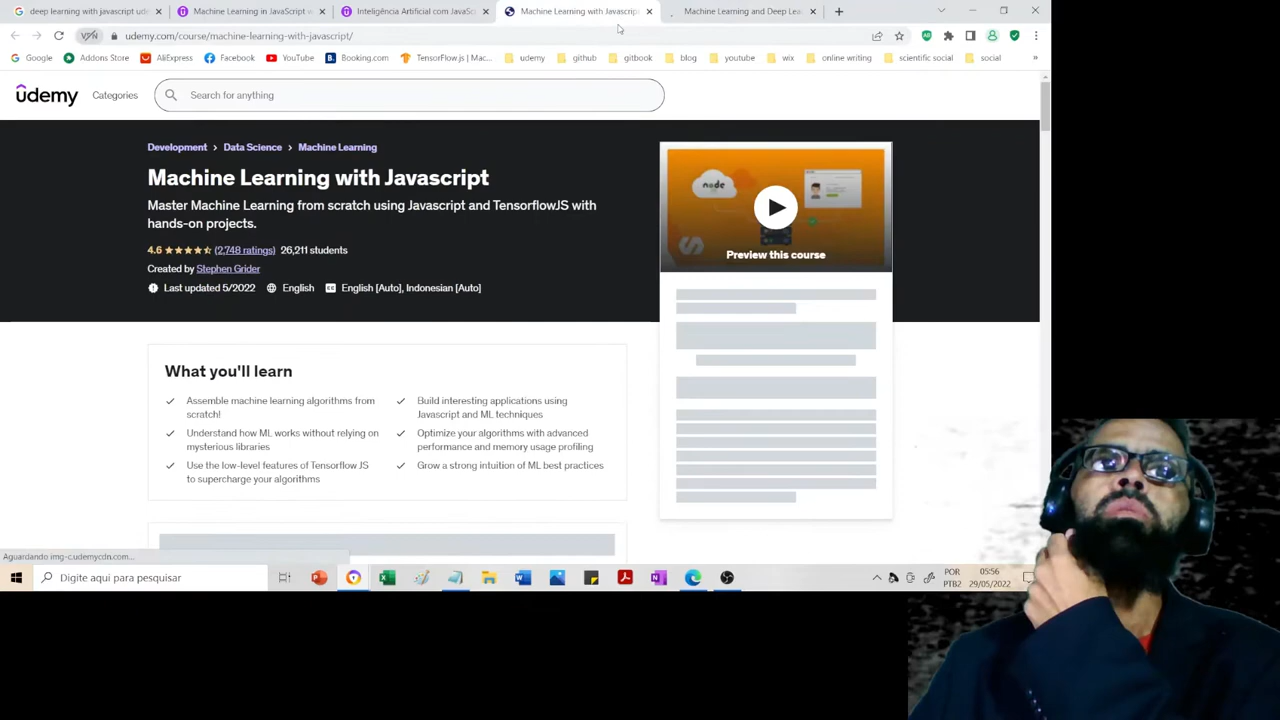 deep learning with javascript ude
Machine Learning in JavaScript w
Inteligência Artificial com JavaSc
Machine Learning with Javascript
Machine Learning and Deep Lea
VPN
udemy.com/course/machine-learning-with-javascript/
Google
Addons Store
AliExpress
Facebook
YouTube
Booking.com
TensorFlow.js | Mac...
udemy
github
gitbook
blog
youtube
wix
online writing
scientific social
social
»
udemy
Categories
Search for anything
Development > Data Science > Machine Learning
Machine Learning with Javascript
Master Machine Learning from scratch using Javascript and TensorflowJS with
hands-on projects.
4.6 (2,748 ratings) 26,211 students
Created by Stephen Grider
Last updated 5/2022 English CC English [Auto], Indonesian [Auto]
node
Preview this course
What you'll learn
Assemble machine learning algorithms from
scratch!
Understand how ML works without relying on
mysterious libraries
Use the low-level features of Tensorflow JS
to supercharge your algorithms
Build interesting applications using
Javascript and ML techniques
Optimize your algorithms with advanced
performance and memory usage profiling
Grow a strong intuition of ML best practices
Aguardando img-c.udemycdn.com...
Digite aqui para pesquisar
POR
PTB2
05:56
29/05/2022